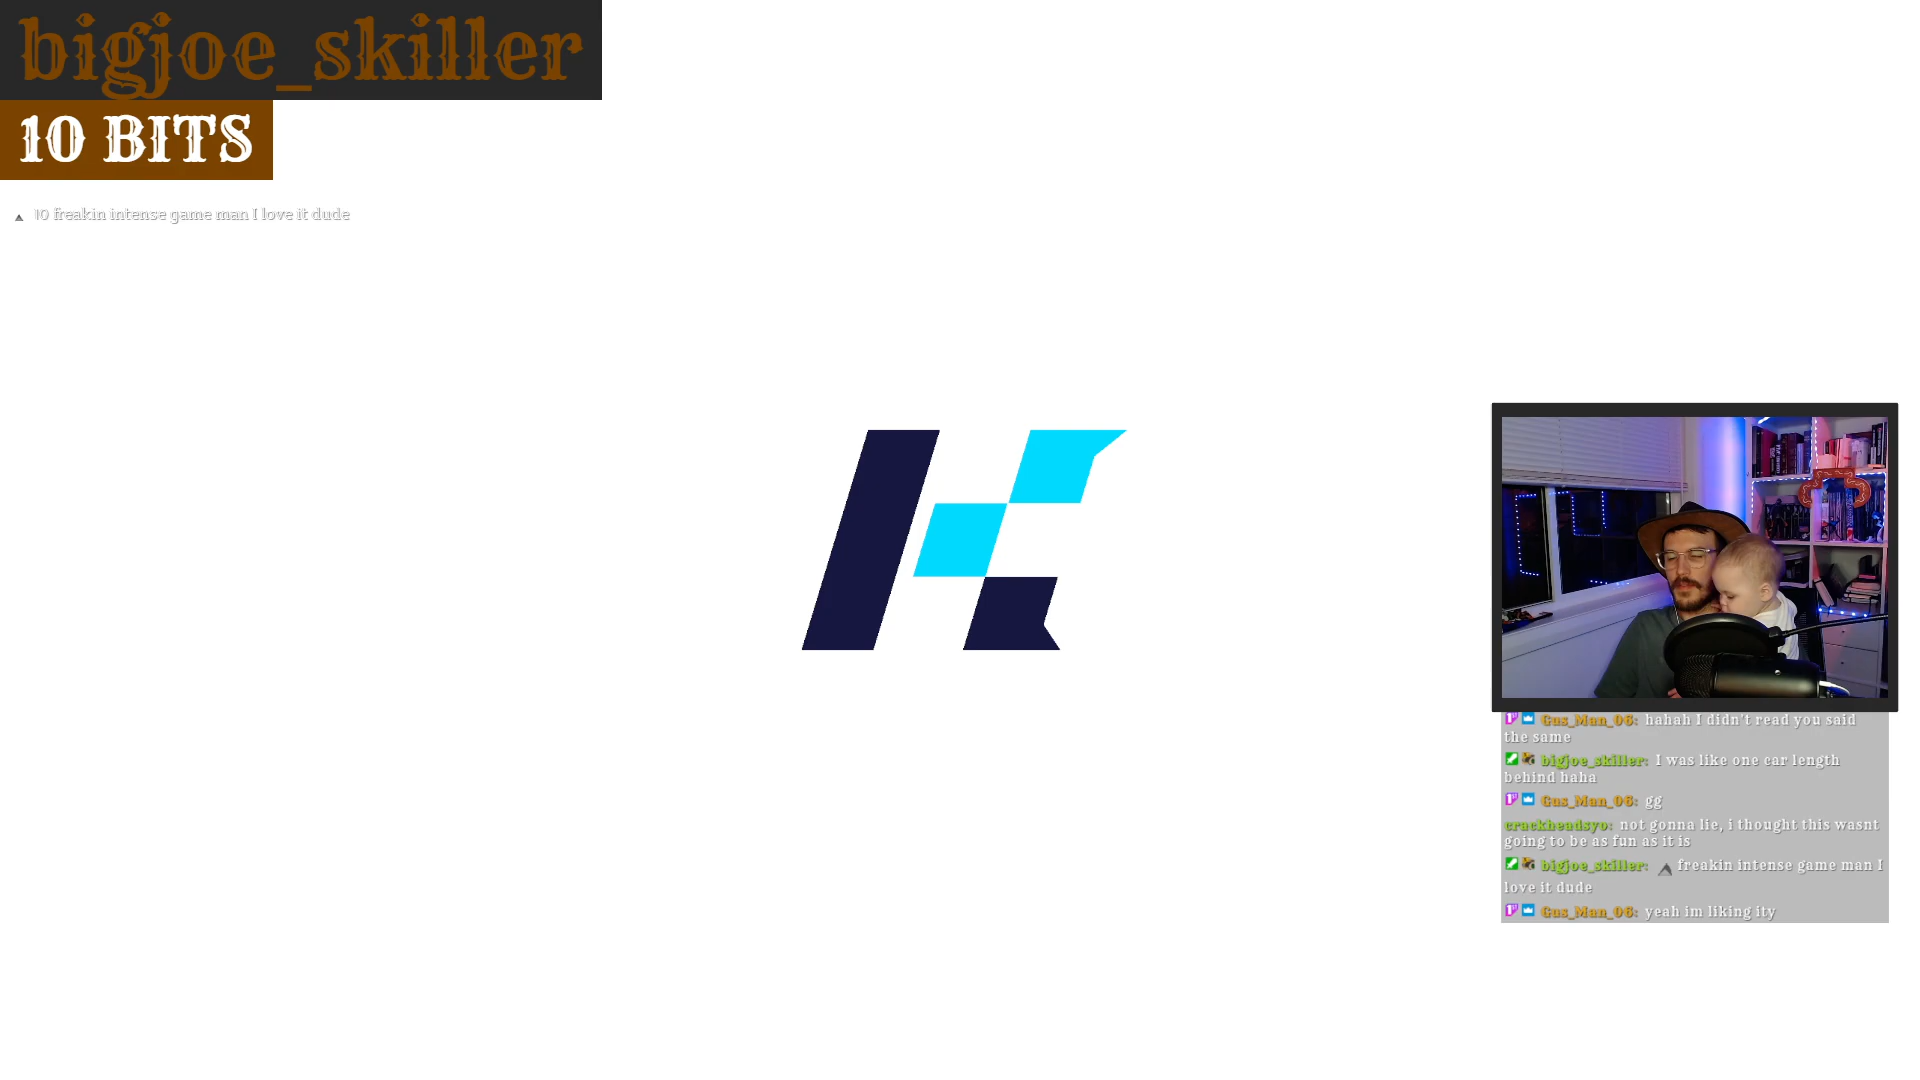 bigjoe_skiller
10 BITS
10 freakin intense game man I love it dude
Gus_Man_06: hahah I didn't read you said
the same
bigjoe_skiller: I was like one car length
behind haha
Gus_Man_06: gg
crackheadsyo: not gonna lie, i thought this wasnt
going to be as fun as it is
bigjoe_skiller: freakin intense game man I
love it dude
Gus_Man_06: yeah im liking ity